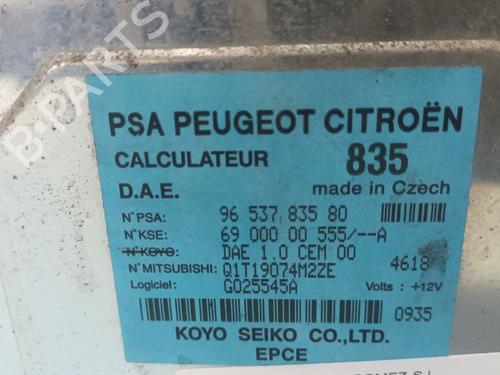 B-PARTS
PSA PEUGEOT CITROËN
CALCULATEUR 835
D.A.E. made in Czech
N°PSA: 96 537 835 80
N°KSE: 69 000 00 555/--A
N°KOYO: DAE 1.0 CEM 00
N°MITSUBISHI: Q1T19074M2ZE 4618
Logiciel: G025545A Volts : +12V
0935
KOYO SEIKO CO.,LTD.
EPCE